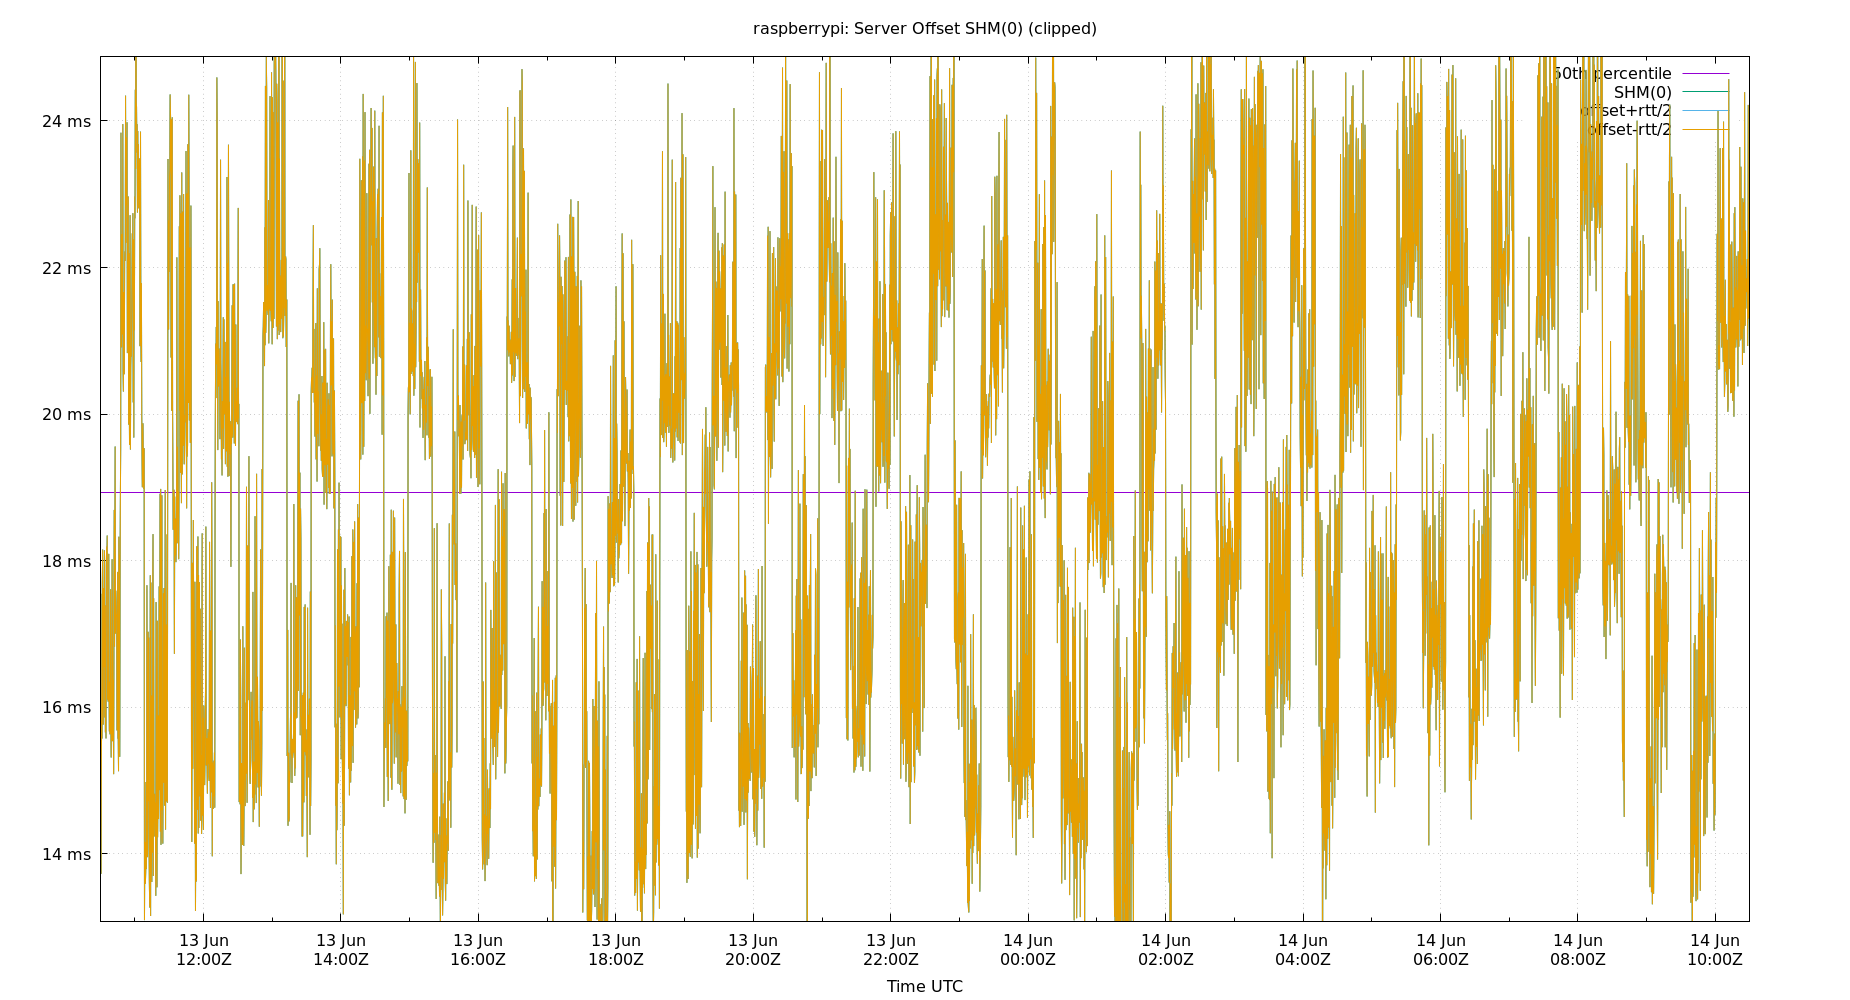 raspberrypi: Server Offset SHM(0) (clipped)
50th percentile
SHM(0)
offset+rtt/2
offset-rtt/2
24 ms
22 ms
20 ms
18 ms
16 ms
14 ms
13 Jun 13 Jun 13 Jun 13 Jun 13 Jun 13 Jun 14 Jun 14 Jun 14 Jun 14 Jun 14 Jun 14 Jun
12:00Z 14:00Z 16:00Z 18:00Z 20:00Z 22:00Z 00:00Z 02:00Z 04:00Z 06:00Z 08:00Z 10:00Z
Time UTC